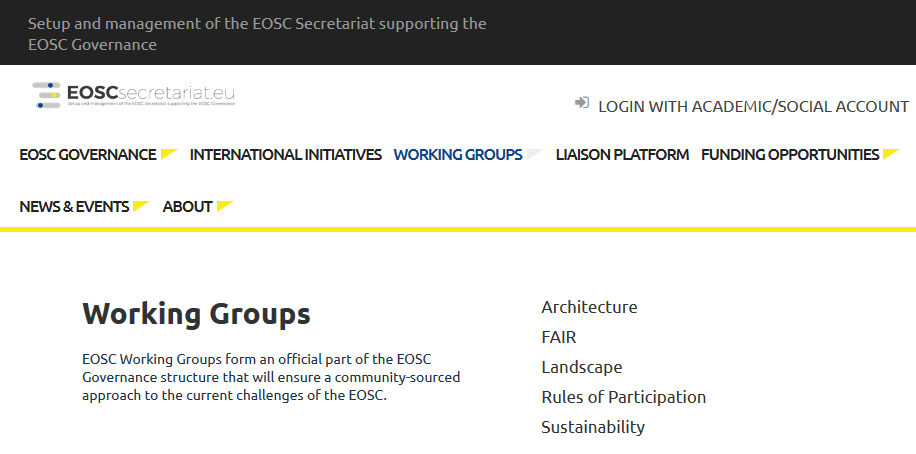 Setup and management of the EOSC Secretariat supporting the
EOSC Governance
EOSCsecretariat.eu
Setup and management of the EOSC Secretariat supporting the EOSC Governance
LOGIN WITH ACADEMIC/SOCIAL ACCOUNT
EOSC GOVERNANCE INTERNATIONAL INITIATIVES WORKING GROUPS LIAISON PLATFORM FUNDING OPPORTUNITIES
NEWS & EVENTS ABOUT
Working Groups
EOSC Working Groups form an official part of the EOSC
Governance structure that will ensure a community-sourced
approach to the current challenges of the EOSC.
Architecture
FAIR
Landscape
Rules of Participation
Sustainability